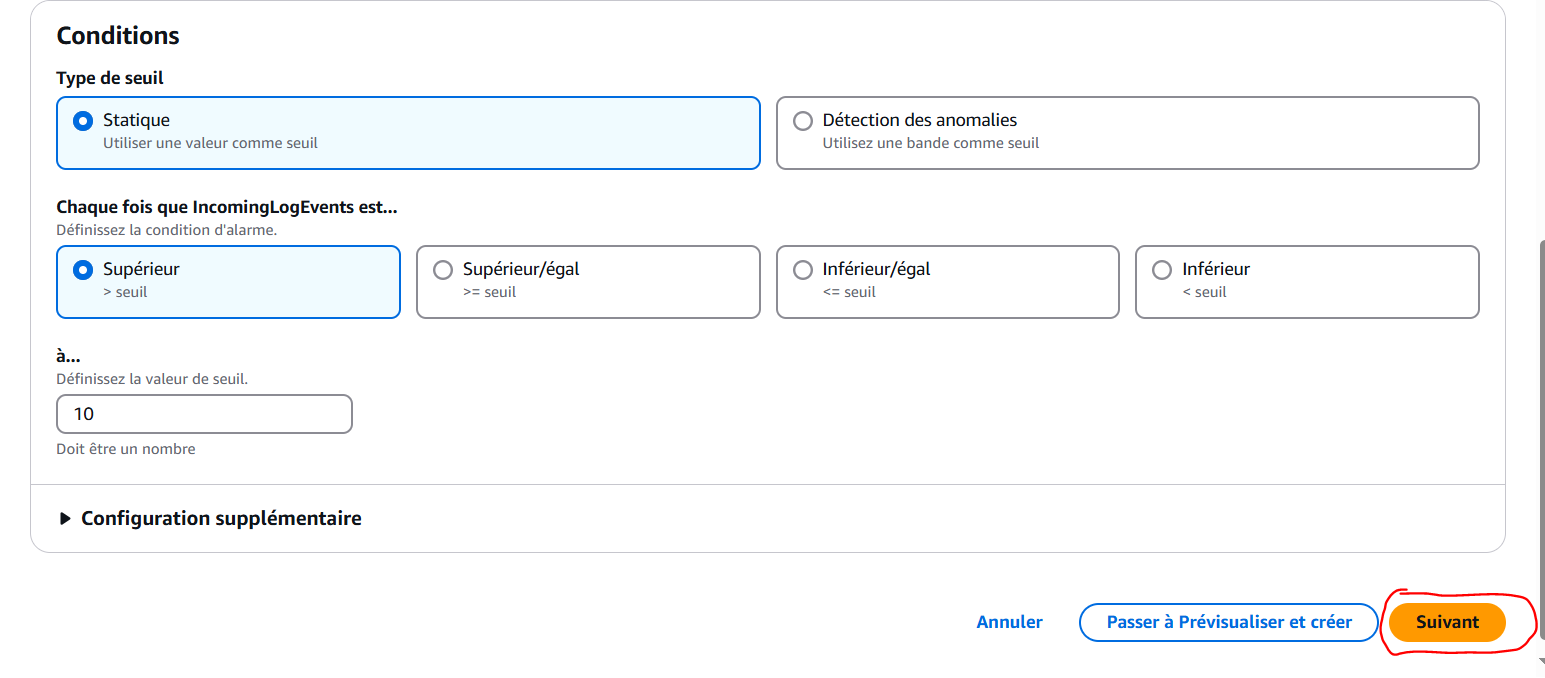 Conditions
Type de seuil
Statique
Utiliser une valeur comme seuil
Détection des anomalies
Utilisez une bande comme seuil
Chaque fois que IncomingLogEvents est...
Définissez la condition d'alarme.
Supérieur
> seuil
Supérieur/égal
>= seuil
Inférieur/égal
<= seuil
Inférieur
< seuil
à...
Définissez la valeur de seuil.
10
Doit être un nombre
Configuration supplémentaire
Annuler
Passer à Prévisualiser et créer
Suivant